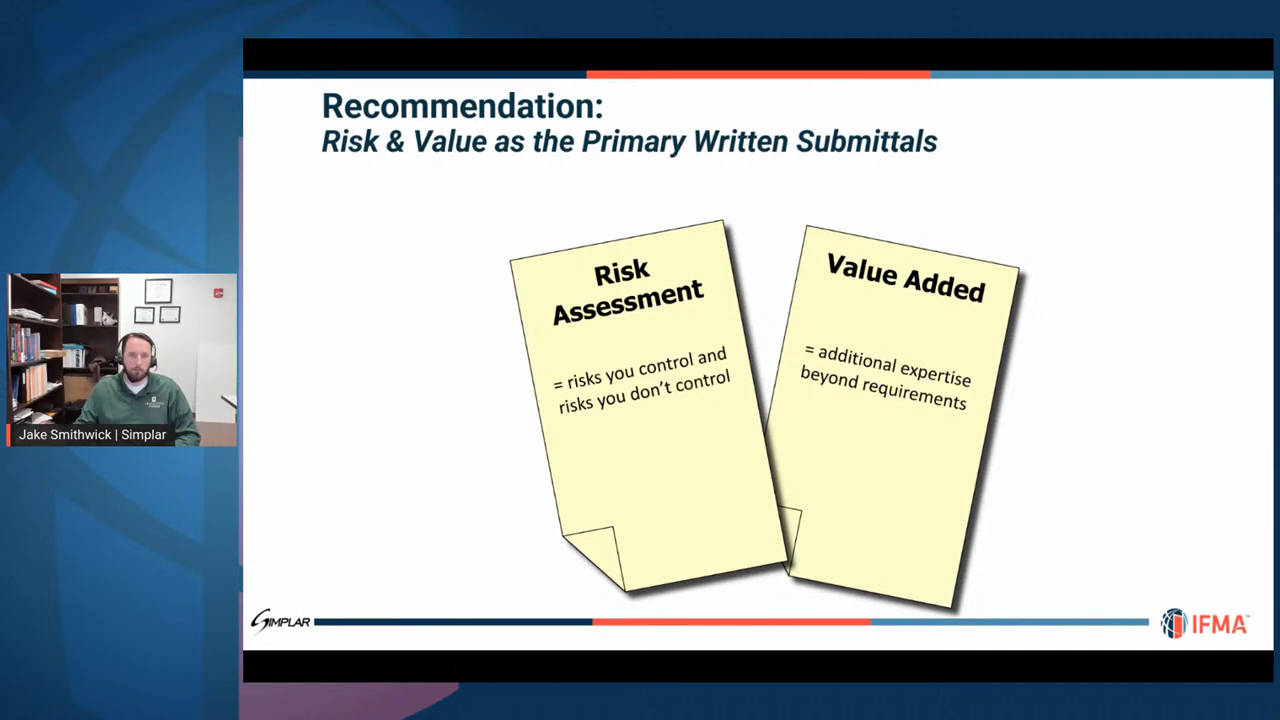 Recommendation:
Risk & Value as the Primary Written Submittals
Risk
Assessment
= risks you control and
risks you don't control
Value Added
= additional expertise
beyond requirements
Jake Smithwick | Simplar
SIMPLAR
IFMA™